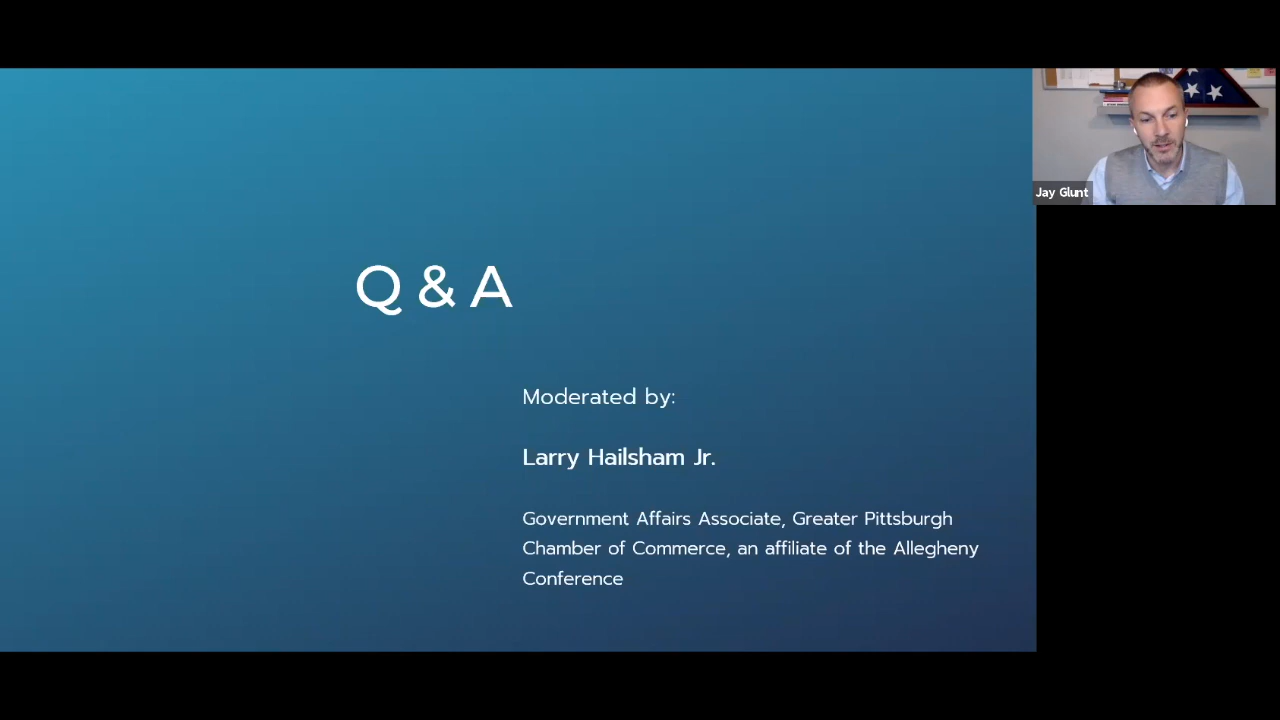 Q & A
Moderated by:
Larry Hailsham Jr.
Government Affairs Associate, Greater Pittsburgh
Chamber of Commerce, an affiliate of the Allegheny
Conference
Jay Glunt